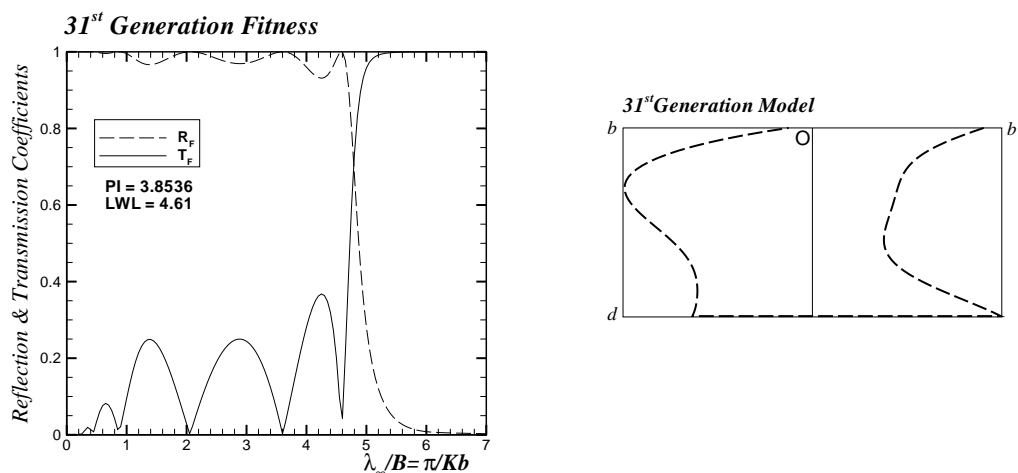 31st Generation Fitness
Reflection & Transmission Coefficients
1
0.8
0.6
0.4
0.2
0
R_F
T_F
PI = 3.8536
LWL = 4.61
0 1 2 3 4 5 6 7
λ∞/B= π/Kb
31stGeneration Model
b O b
d